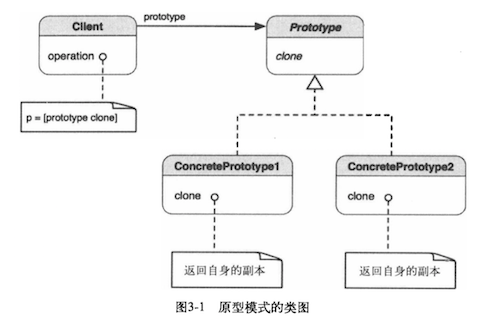 Client
prototype
Prototype
operation
clone
p = [prototype clone]
ConcretePrototype1
ConcretePrototype2
clone
clone
返回自身的副本
返回自身的副本
图3-1 原型模式的类图